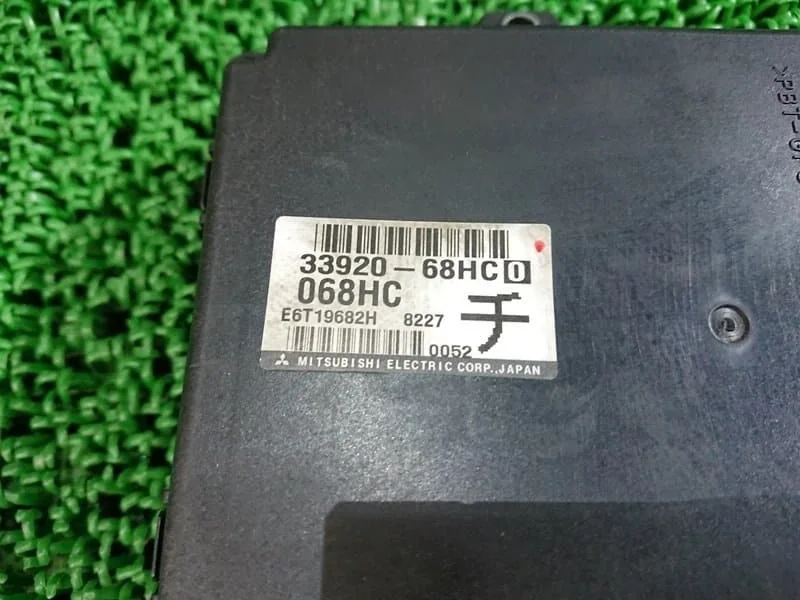 33920-68HC0
068HC
E6T19682H 8227 チ
0052
MITSUBISHI ELECTRIC CORP.,JAPAN